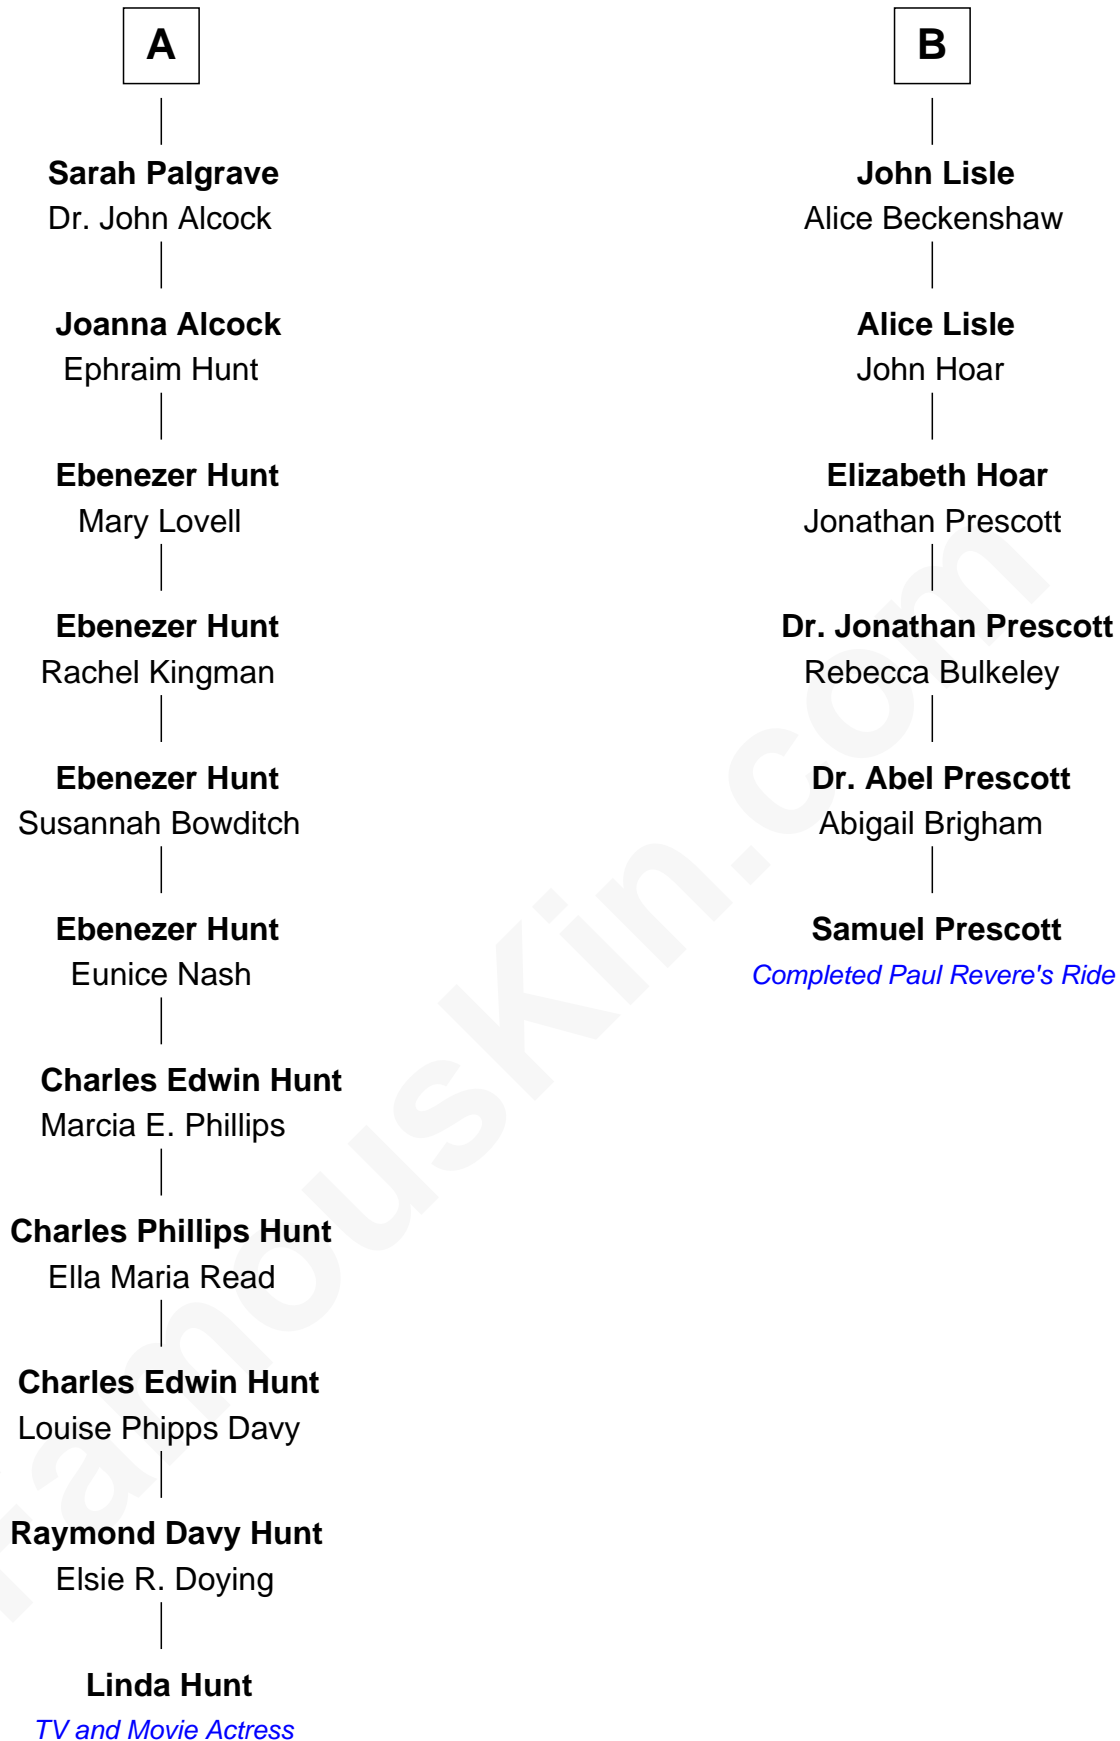 A
Sarah Palgrave
Dr. John Alcock
Joanna Alcock
Ephraim Hunt
Ebenezer Hunt
Mary Lovell
Ebenezer Hunt
Rachel Kingman
Ebenezer Hunt
Susannah Bowditch
Ebenezer Hunt
Eunice Nash
Charles Edwin Hunt
Marcia E. Phillips
Charles Phillips Hunt
Ella Maria Read
Charles Edwin Hunt
Louise Phipps Davy
Raymond Davy Hunt
Elsie R. Doying
Linda Hunt
TV and Movie Actress
B
John Lisle
Alice Beckenshaw
Alice Lisle
John Hoar
Elizabeth Hoar
Jonathan Prescott
Dr. Jonathan Prescott
Rebecca Bulkeley
Dr. Abel Prescott
Abigail Brigham
Samuel Prescott
Completed Paul Revere's Ride
FamousKin.com